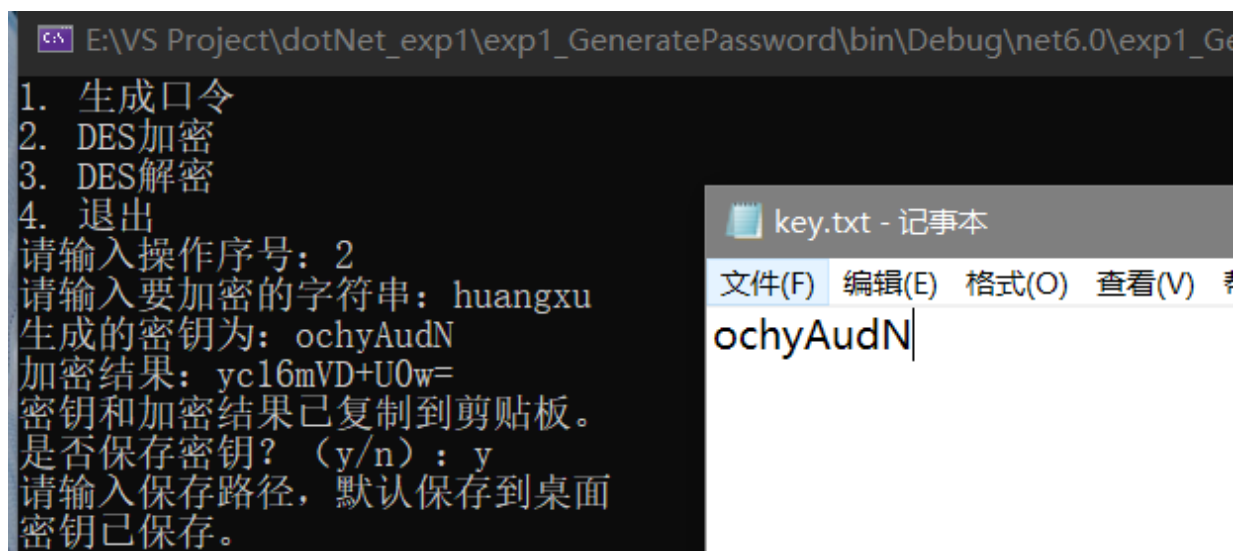 E:\VS Project\dotNet_exp1\exp1_GeneratePassword\bin\Debug\net6.0\exp1_Ge
1. 生成口令
2. DES加密
3. DES解密
4. 退出
请输入操作序号：2
请输入要加密的字符串：huangxu
生成的密钥为：ochyAudN
加密结果：yc16mVD+U0w=
密钥和加密结果已复制到剪贴板。
是否保存密钥？（y/n）：y
请输入保存路径，默认保存到桌面
密钥已保存。
key.txt - 记事本
文件(F) 编辑(E) 格式(O) 查看(V)
ochyAudN